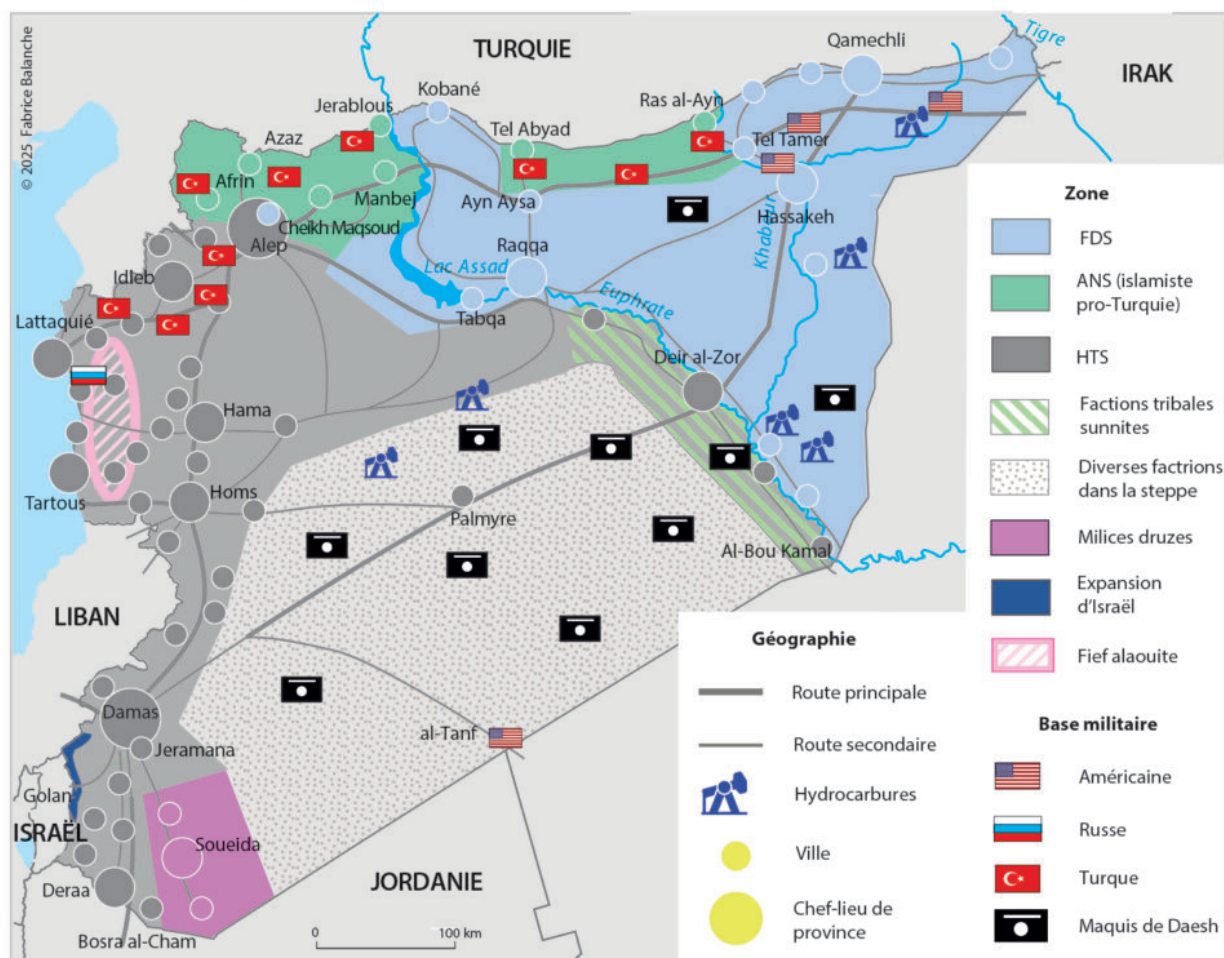 © 2025 Fabrice Balanche
TURQUIE
IRAK
Tigre
Qamechli
Kobané
Jerablous
Ras al-Ayn
Azaz
Tel Abyad
Tel Tamer
Afrin
Manbej
Ayn Aysa
Cheikh Maqsoud
Hassakeh
Alep
Raqqa
Khabour
Idleb
Lac Assad
Euphrate
Tabqa
Lattaquié
Deir al-Zor
Hama
Tartous
Homs
Palmyre
Al-Bou Kamal
LIBAN
Damas
al-Tanf
Jeramana
Golan
ISRAËL
Soueida
Deraa
JORDANIE
Bosra al-Cham
0
100 km
Géographie
Route principale
Route secondaire
Hydrocarbures
Ville
Chef-lieu de
province
Zone
FDS
ANS (islamiste
pro-Turquie)
HTS
Factions tribales
sunnites
Diverses factrions
dans la steppe
Milices druzes
Expansion
d'Israël
Fief alaouite
Base militaire
Américaine
Russe
Turque
Maquis de Daesh